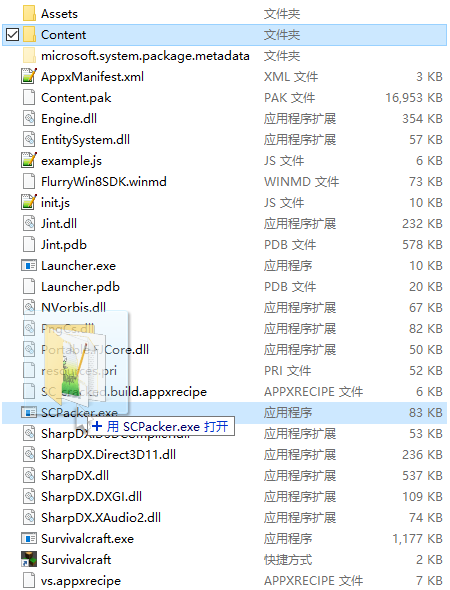 Assets 文件夹
Content 文件夹
microsoft.system.package.metadata 文件夹
AppxManifest.xml XML 文件 3 KB
Content.pak PAK 文件 16,953 KB
Engine.dll 应用程序扩展 354 KB
EntitySystem.dll 应用程序扩展 57 KB
example.js JS 文件 6 KB
FlurryWin8SDK.winmd WINMD 文件 73 KB
init.js JS 文件 10 KB
Jint.dll 应用程序扩展 232 KB
Jint.pdb PDB 文件 578 KB
Launcher.exe 应用程序 10 KB
Launcher.pdb PDB 文件 20 KB
NVorbis.dll 应用程序扩展 67 KB
PngCs.dll 应用程序扩展 82 KB
Portable.FJCore.dll 应用程序扩展 50 KB
resources.pri PRI 文件 52 KB
.build.appxrecipe APPXRECIPE 文件 6 KB
SCPacker.exe 应用程序 83 KB
用 SCPacker.exe 打开
应用程序扩展 53 KB
SharpDX.Direct3D11.dll 应用程序扩展 236 KB
SharpDX.dll 应用程序扩展 537 KB
SharpDX.DXGI.dll 应用程序扩展 109 KB
SharpDX.XAudio2.dll 应用程序扩展 74 KB
Survivalcraft.exe 应用程序 1,177 KB
Survivalcraft 快捷方式 2 KB
vs.appxrecipe APPXRECIPE 文件 7 KB